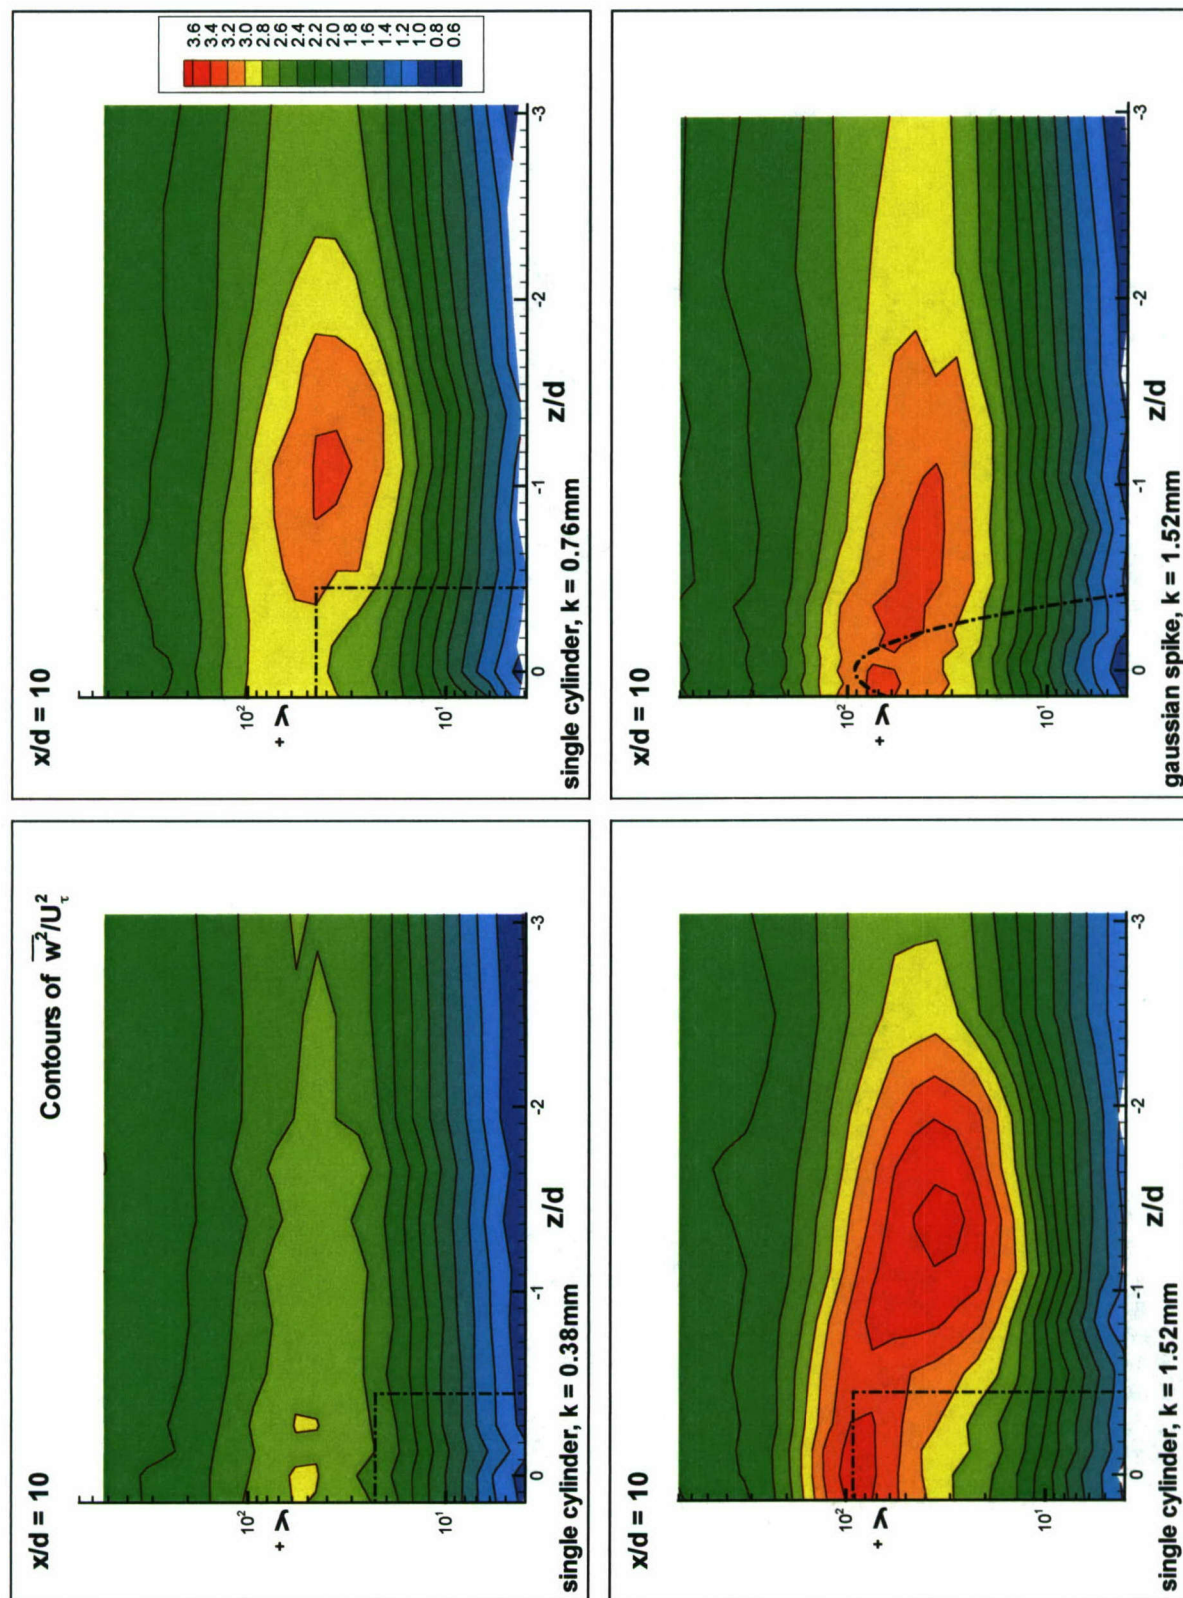 Contours of w²/U²τ
x/d = 10
10²
y⁺
10¹
0
-1
-2
-3
z/d
single cylinder, k = 0.38mm
x/d = 10
3.6
3.4
3.2
3.0
2.8
2.6
2.4
2.2
2.0
1.8
1.6
1.4
1.2
1.0
0.8
0.6
10²
y⁺
10¹
0
-1
-2
-3
z/d
single cylinder, k = 0.76mm
x/d = 10
10²
y⁺
10¹
0
-1
-2
-3
z/d
single cylinder, k = 1.52mm
x/d = 10
10²
y⁺
10¹
0
-1
-2
-3
z/d
gaussian spike, k = 1.52mm